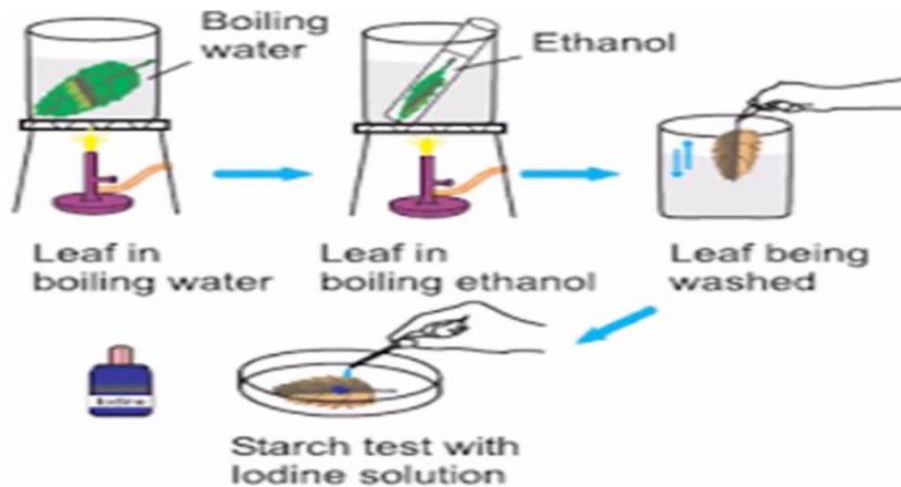 Boiling
water
Ethanol
Leaf in
boiling water
Leaf in
boiling ethanol
Leaf being
washed
Iodine
Starch test with
Iodine solution